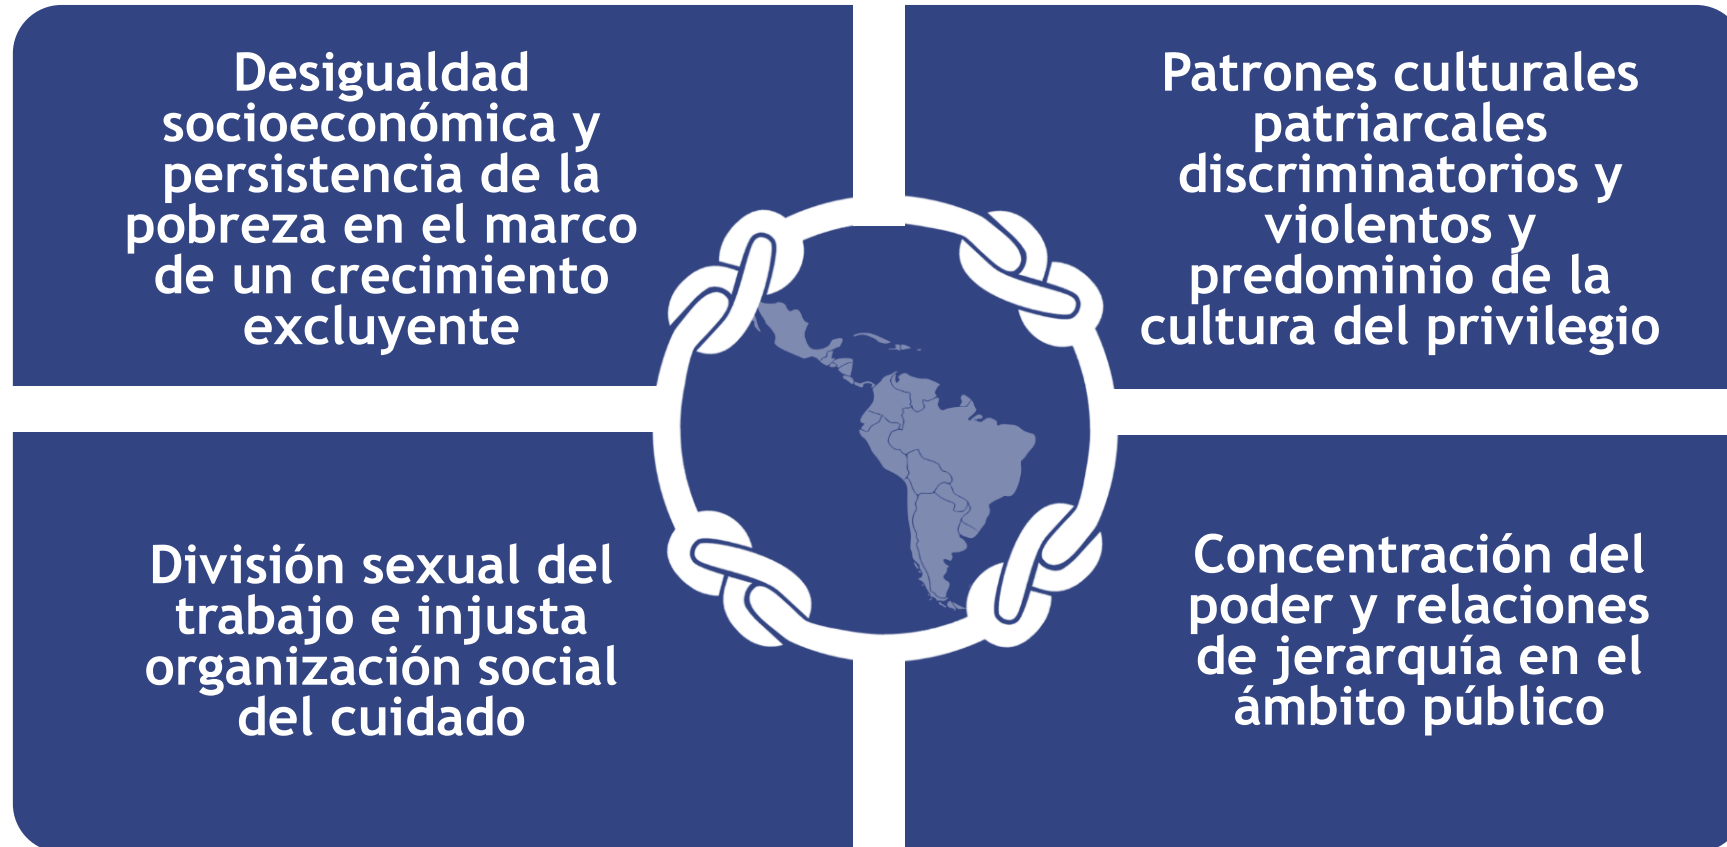 Desigualdad
socioeconómica y
persistencia de la
pobreza en el marco
de un crecimiento
excluyente
Patrones culturales
patriarcales
discriminatorios y
violentos y
predominio de la
cultura del privilegio
División sexual del
trabajo e injusta
organización social
del cuidado
Concentración del
poder y relaciones
de jerarquía en el
ámbito público